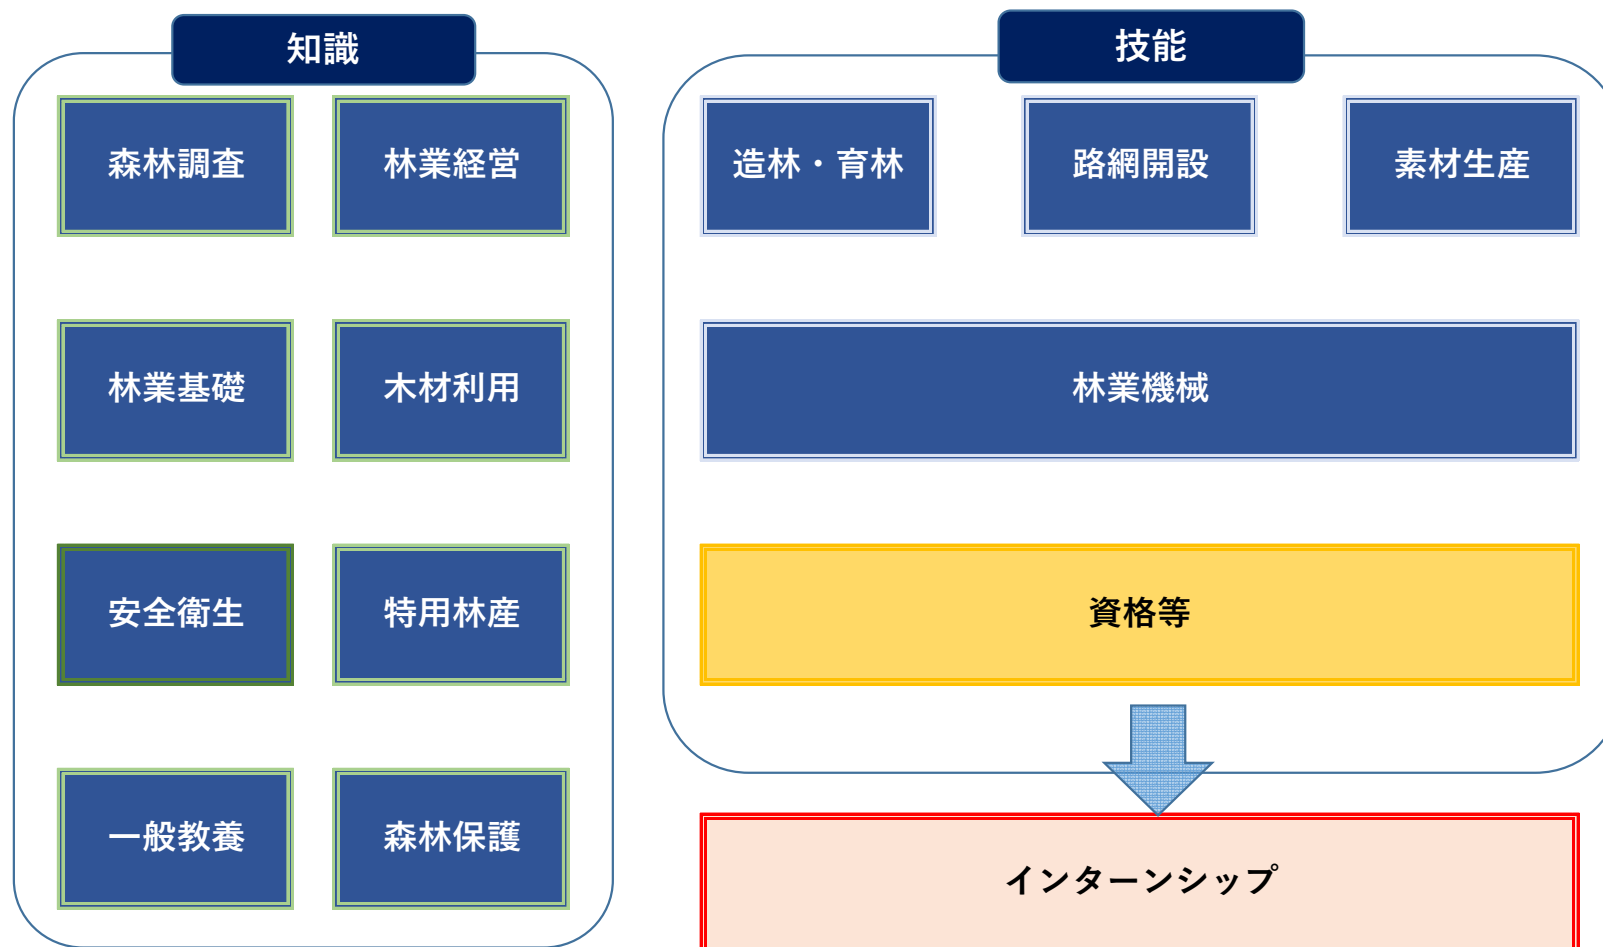 知識
森林調査
林業経営
林業基礎
木材利用
安全衛生
特用林産
一般教養
森林保護
技能
造林・育林
路網開設
素材生産
林業機械
資格等
インターンシップ